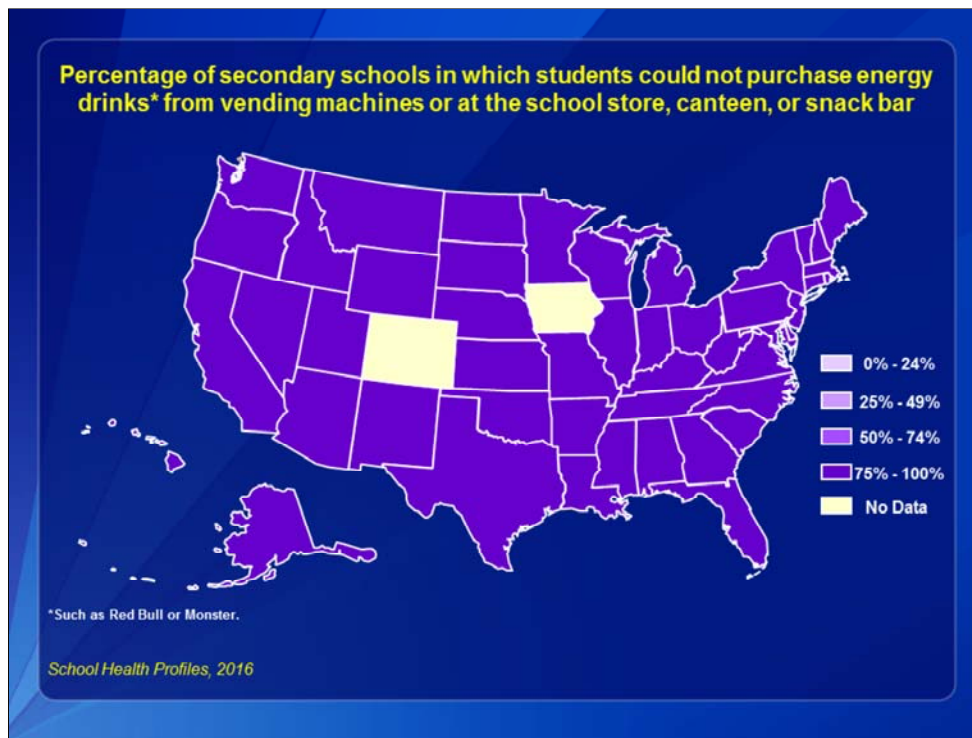 Percentage of secondary schools in which students could not purchase energy
drinks* from vending machines or at the school store, canteen, or snack bar
0% - 24%
25% - 49%
50% - 74%
75% - 100%
No Data
*Such as Red Bull or Monster.
School Health Profiles, 2016